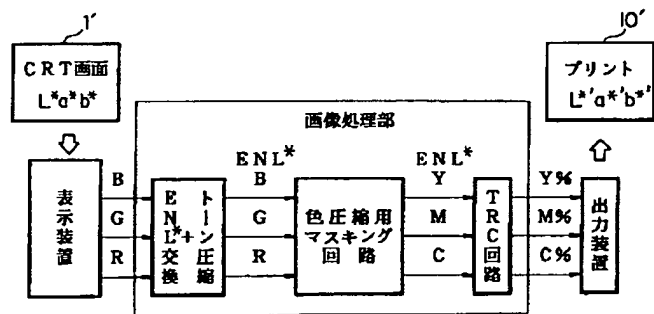 1'
CRT画面
L*a*b*
10'
プリント
L*'a*'b*'
画像処理部
表示装置
B
G
R
ENL*+交換
トーン圧縮
ENL*
B
G
R
色圧縮用
マスキング
回路
ENL*
Y
M
C
TRC回路
Y%
M%
C%
出力装置